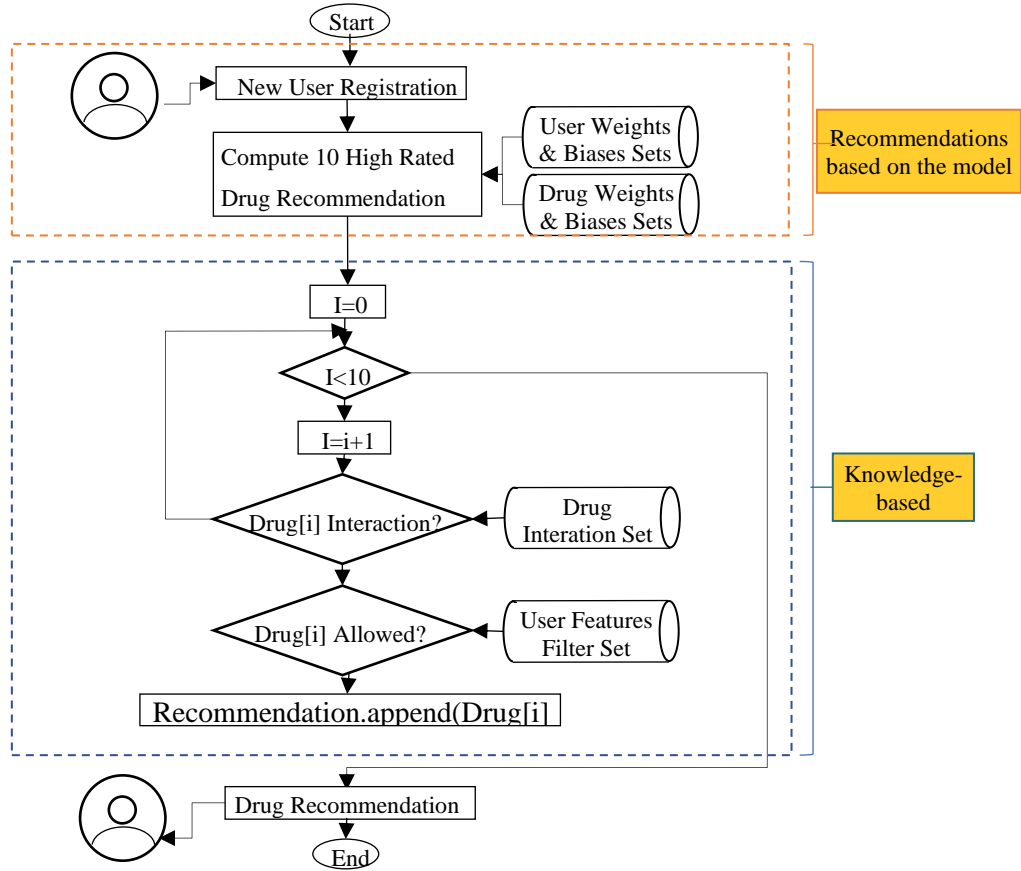 Start
New User Registration
Compute 10 High Rated
Drug Recommendation
User Weights
& Biases Sets
Drug Weights
& Biases Sets
Recommendations
based on the model
I=0
I<10
I=i+1
Drug[i] Interaction?
Drug
Interation Set
Knowledge-
based
Drug[i] Allowed?
User Features
Filter Set
Recommendation.append(Drug[i]
Drug Recommendation
End